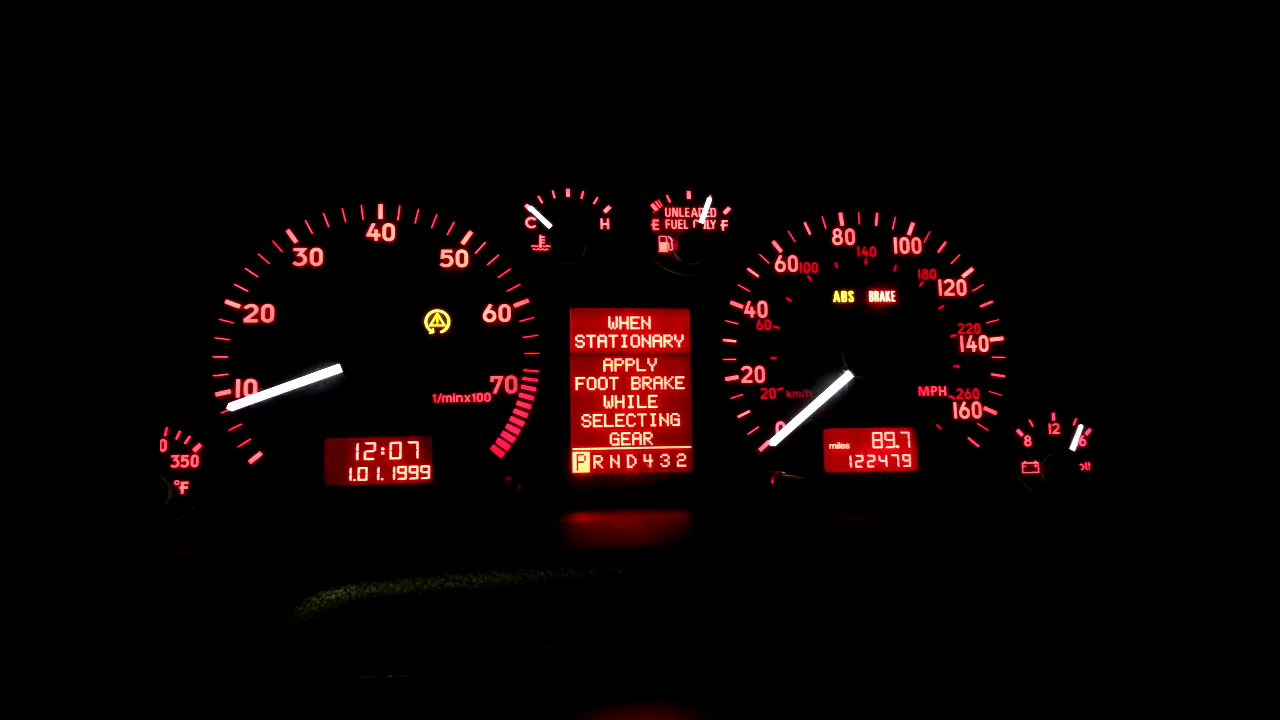 40
30
50
20
60
10
70
1/minx100
12:07
1.01.1999
350
°F
C
H
UNLEADED
FUEL ONLY
E
F
WHEN
STATIONARY
APPLY
FOOT BRAKE
WHILE
SELECTING
GEAR
PRND432
80
100
60
120
40
140
20
160
0
140
100
180
60
220
20
km/h
260
MPH
ABS
BRAKE
miles
89.7
122479
8
12